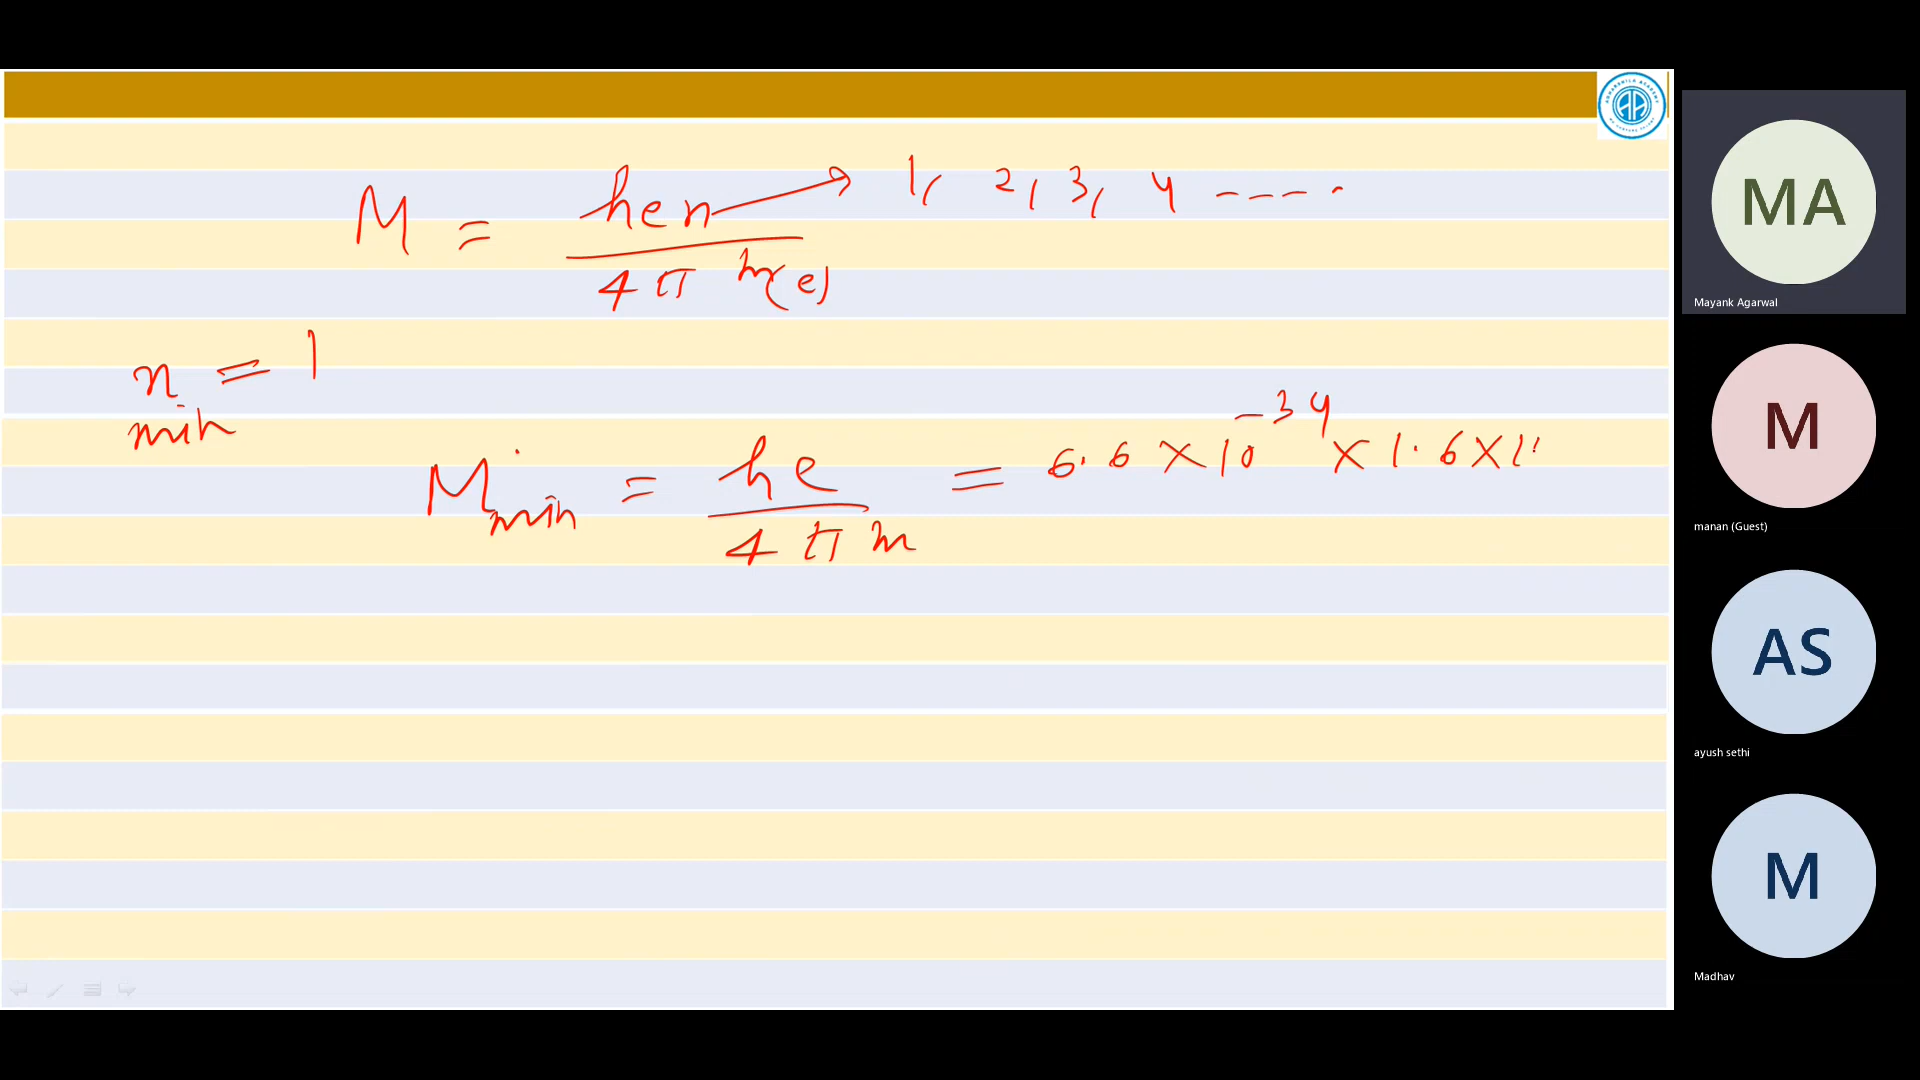 M = hen/4π m(e) → 1, 2, 3, 4 ----.
n min = 1
M min = he/4πm = 6.6 × 10^-34 × 1.6 × 1
MA
Mayank Agarwal
M
manan (Guest)
AS
ayush sethi
M
Madhav